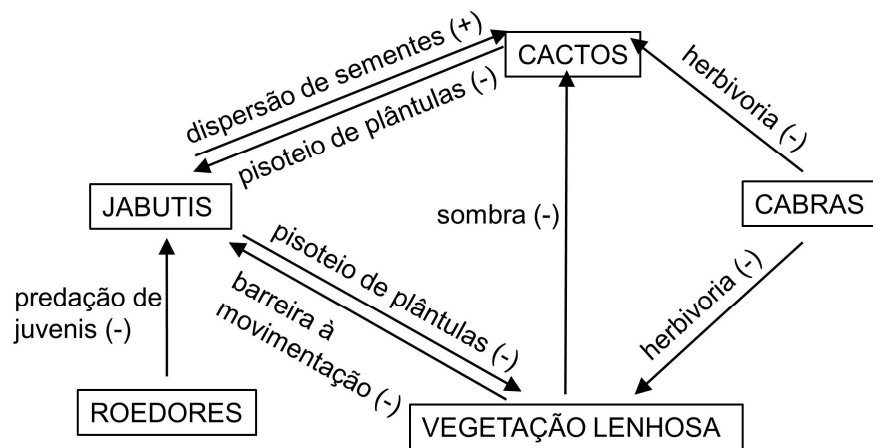 dispersão de sementes (+)
CACTOS
pisoteio de plântulas (-)
herbivoria (-)
JABUTIS
sombra (-)
CABRAS
pisoteio de plântulas (-)
barreira à
movimentação (-)
predação de
juvenis (-)
herbivoria (-)
ROEDORES
VEGETAÇÃO LENHOSA